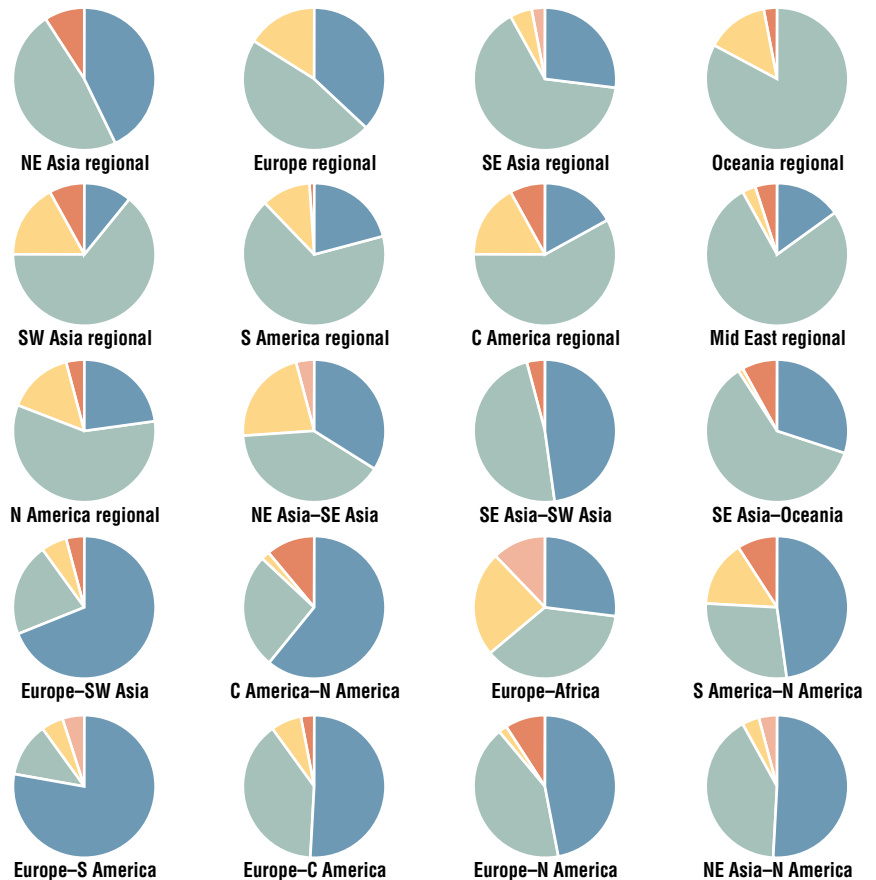 NE Asia regional
Europe regional
SE Asia regional
Oceania regional
SW Asia regional
S America regional
C America regional
Mid East regional
N America regional
NE Asia–SE Asia
SE Asia–SW Asia
SE Asia–Oceania
Europe–SW Asia
C America–N America
Europe–Africa
S America–N America
Europe–S America
Europe–C America
Europe–N America
NE Asia–N America